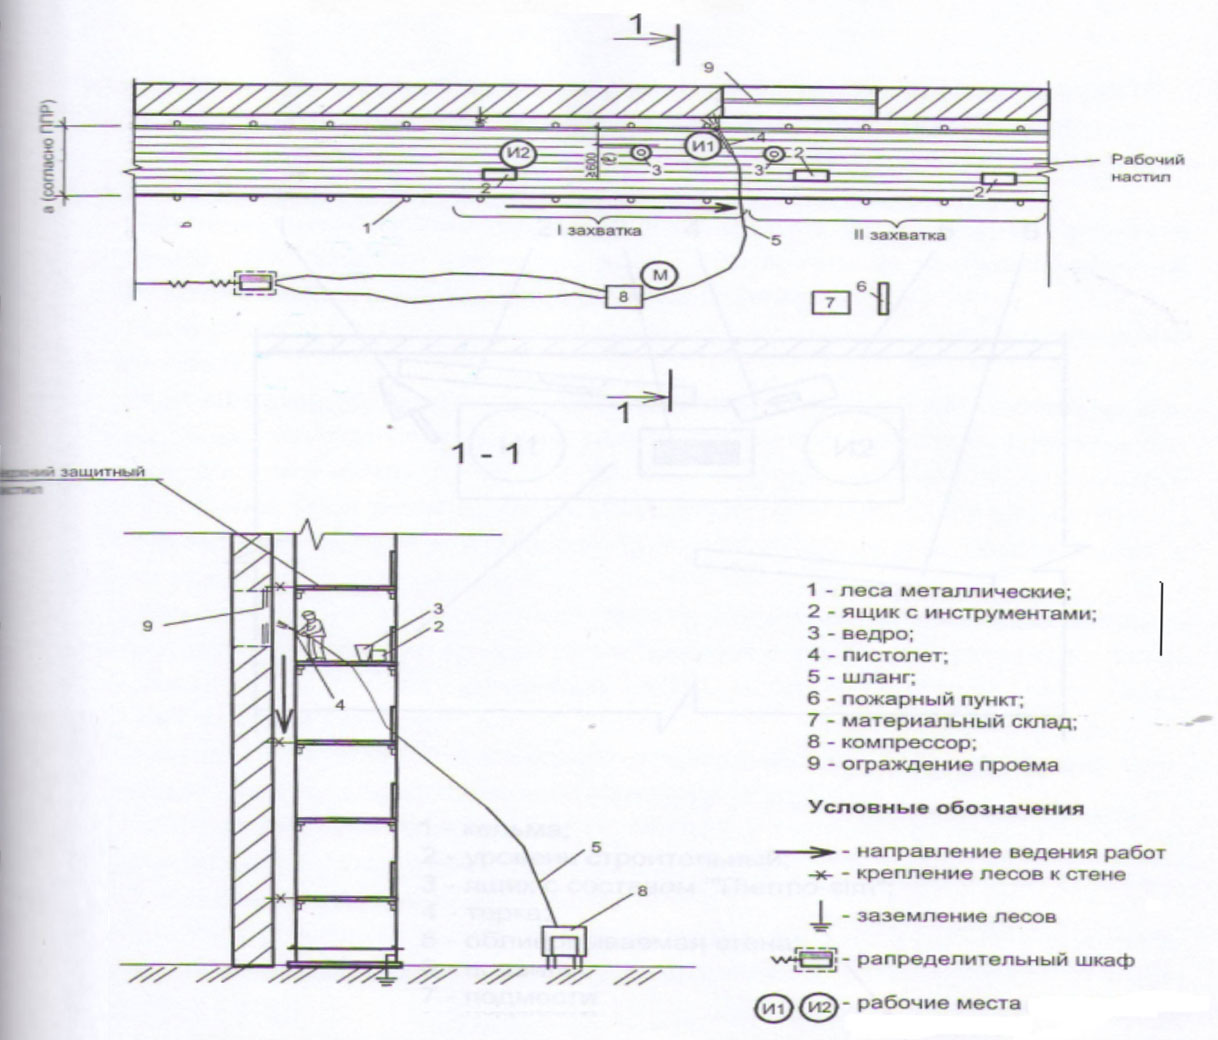 1
9
а (согласно ППР)
И2
≥600
И1
4
3
3
2
2
2
Рабочий
настил
1
I захватка
5
II захватка
М
8
7
6
1
1 - 1
защитный
9
3
2
4
5
8
1 - леса металлические;
2 - ящик с инструментами;
3 - ведро;
4 - пистолет;
5 - шланг;
6 - пожарный пункт;
7 - материальный склад;
8 - компрессор;
9 - ограждение проема
Условные обозначения
- направление ведения работ
- крепление лесов к стене
- заземление лесов
- рапределительный шкаф
И1 И2 - рабочие места